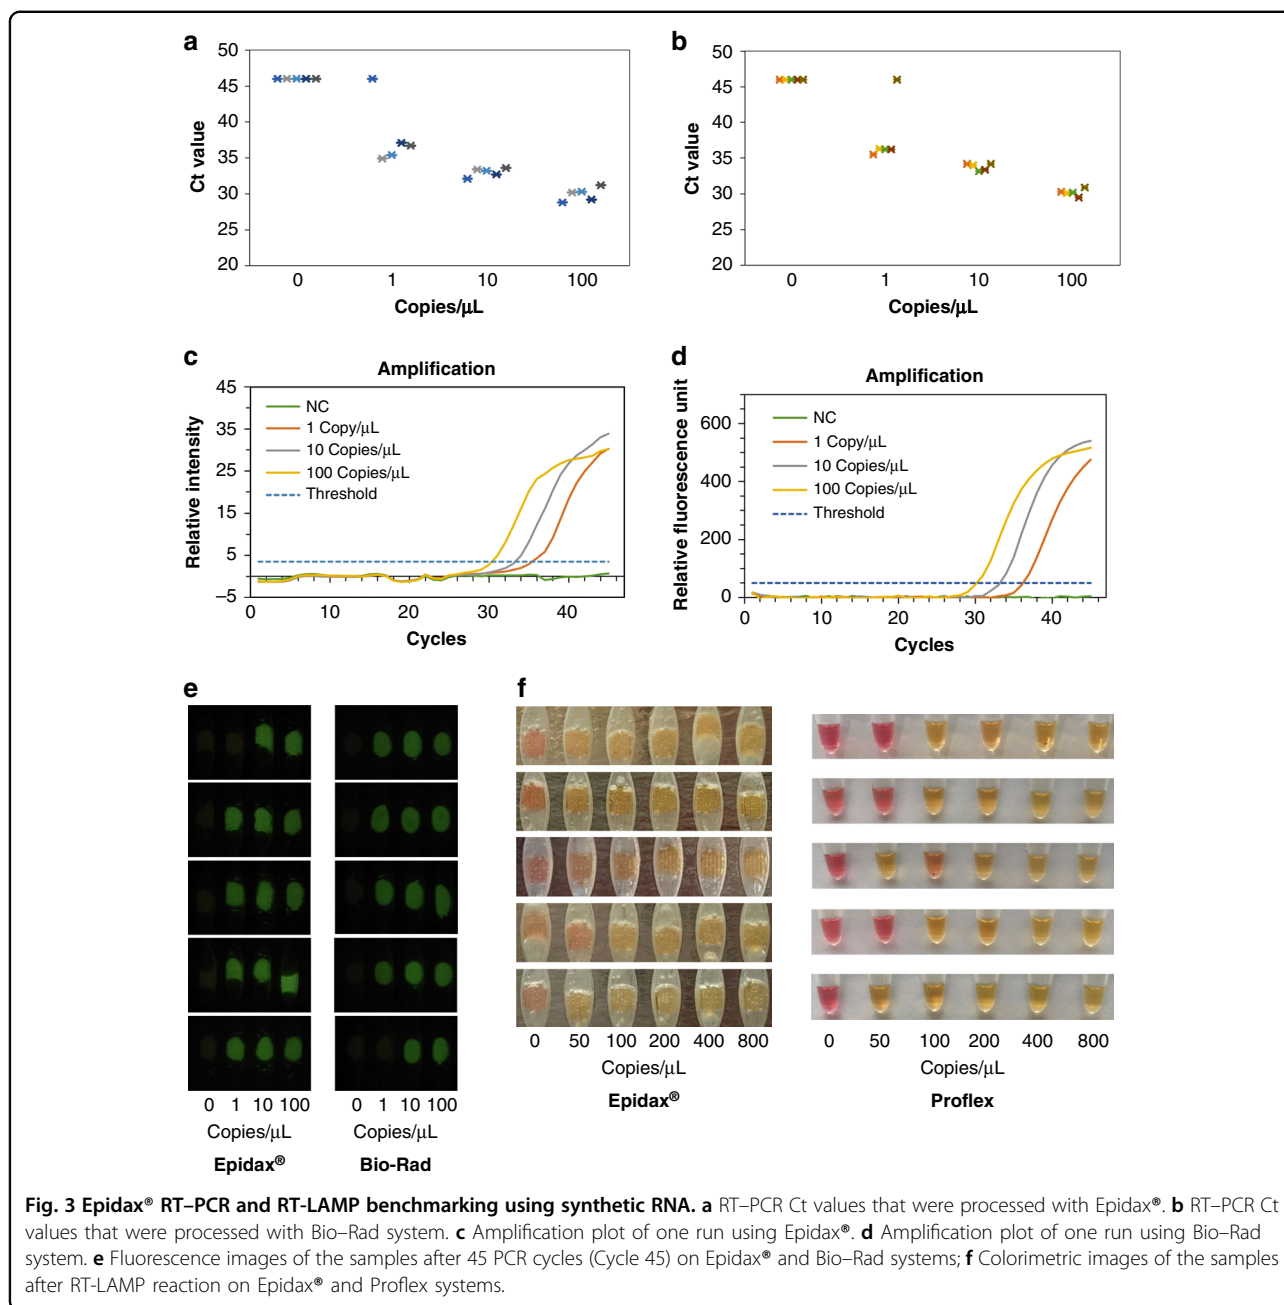 a
50
45
40
35
30
25
20
Ct value
0 1 10 100
Copies/µL
b
50
45
40
35
30
25
20
Ct value
0 1 10 100
Copies/µL
c
Amplification
45
35
25
15
5
–5
Relative intensity
NC
1 Copy/µL
10 Copies/µL
100 Copies/µL
Threshold
0 10 20 30 40
Cycles
d
Amplification
600
400
200
0
Relative fluorescence unit
NC
1 Copy/µL
10 Copies/µL
100 Copies/µL
Threshold
0 10 20 30 40
Cycles
e
0 1 10 100
Copies/µL
Epidax®
0 1 10 100
Copies/µL
Bio-Rad
f
0 50 100 200 400 800
Copies/µL
Epidax®
0 50 100 200 400 800
Copies/µL
Proflex
Fig. 3 Epidax® RT–PCR and RT-LAMP benchmarking using synthetic RNA. a RT–PCR Ct values that were processed with Epidax®. b RT–PCR Ct
values that were processed with Bio–Rad system. c Amplification plot of one run using Epidax®. d Amplification plot of one run using Bio–Rad
system. e Fluorescence images of the samples after 45 PCR cycles (Cycle 45) on Epidax® and Bio–Rad systems; f Colorimetric images of the samples
after RT-LAMP reaction on Epidax® and Proflex systems.